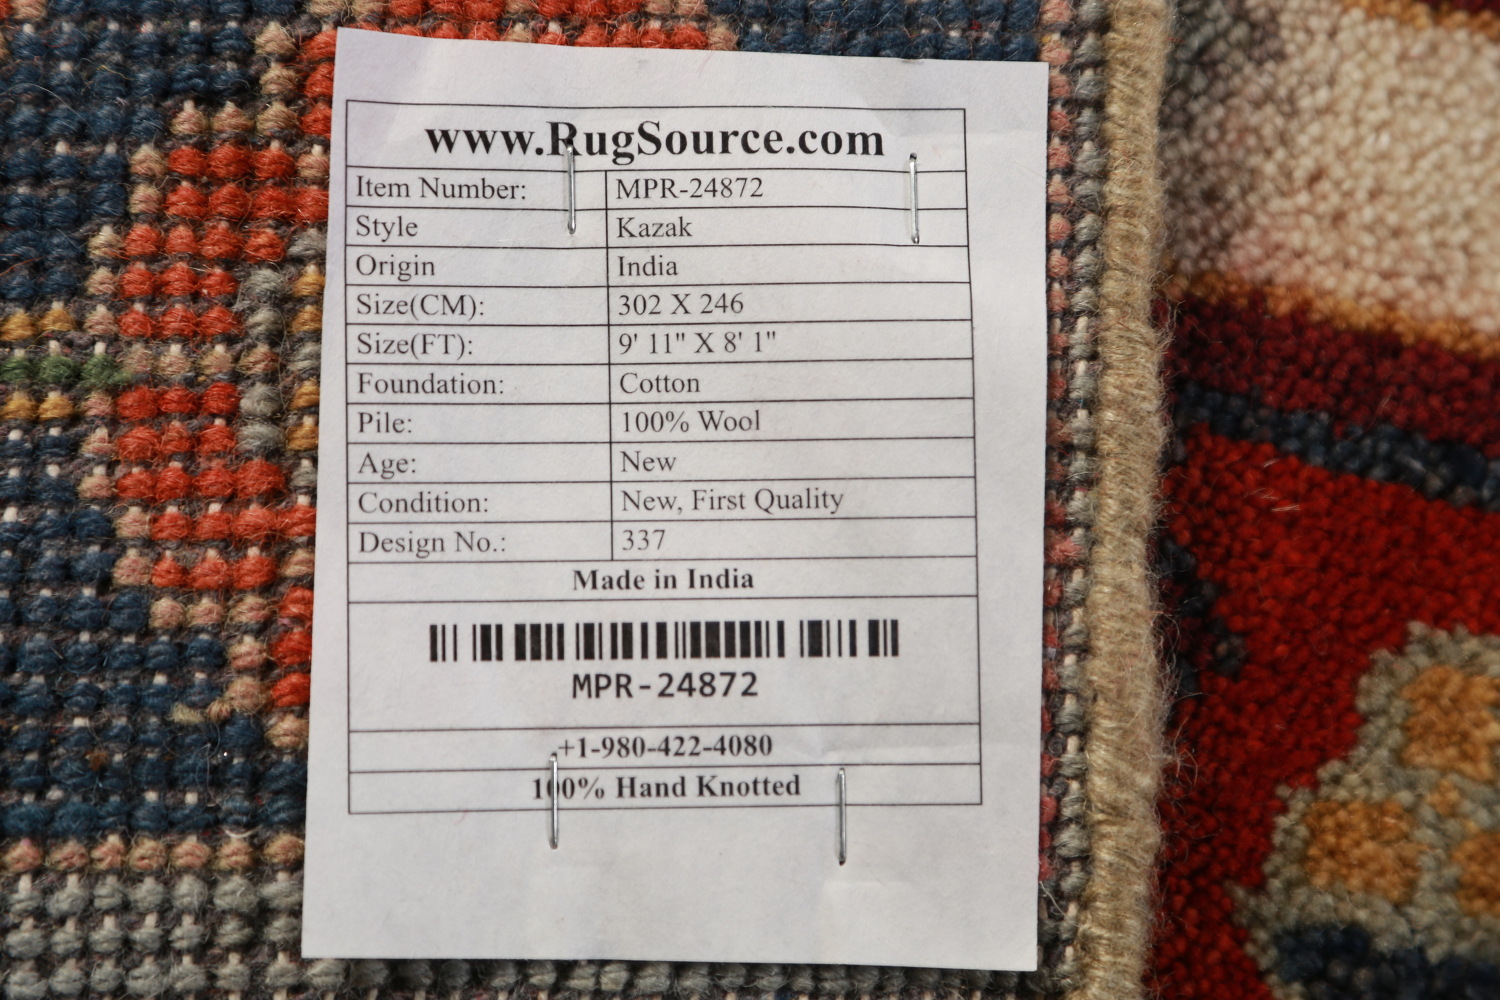 www.RugSource.com
Item Number: MPR-24872
Style Kazak
Origin India
Size(CM): 302 X 246
Size(FT): 9' 11" X 8' 1"
Foundation: Cotton
Pile: 100% Wool
Age: New
Condition: New, First Quality
Design No.: 337
Made in India
MPR-24872
+1-980-422-4080
100% Hand Knotted